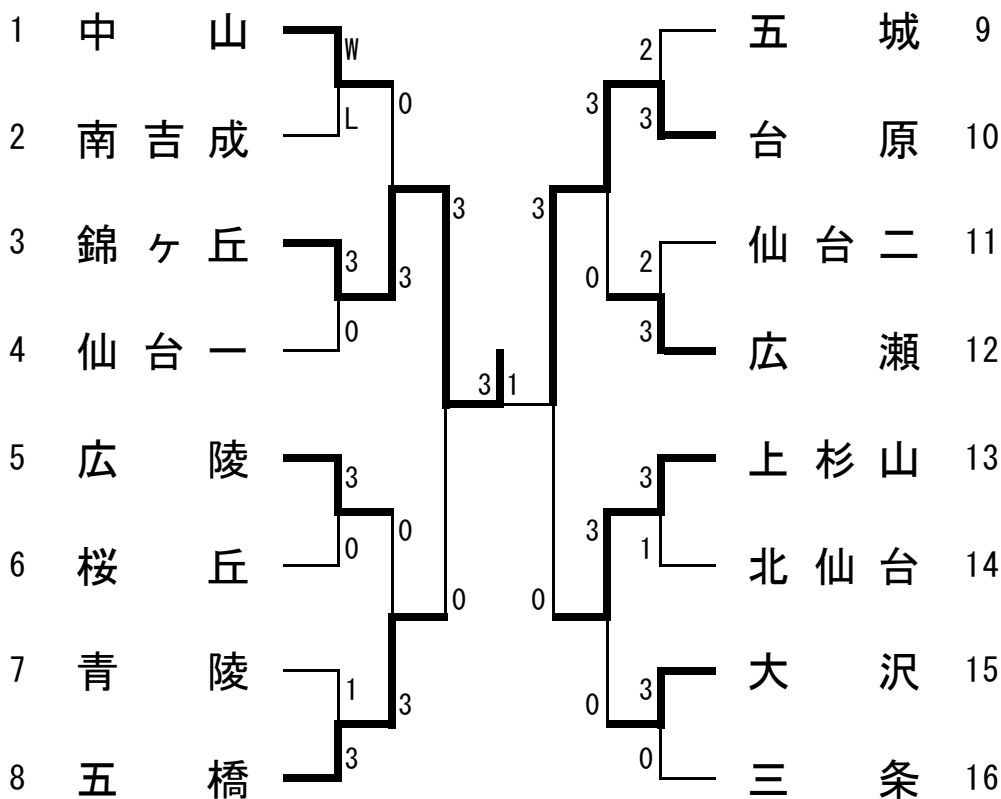 1 中山 五城 9
W 2
0 3
L 3
2 南吉成 台原 10
3 3
3 錦ヶ丘 仙台二 11
3 3 0 2
0 3
4 仙台一 広瀬 12
3 1
5 広陵 上杉山 13
3 3
0 3
0 1
6 桜丘 北仙台 14
0 0
7 青陵 大沢 15
1 3
3 0
3 0
8 五橋 三条 16